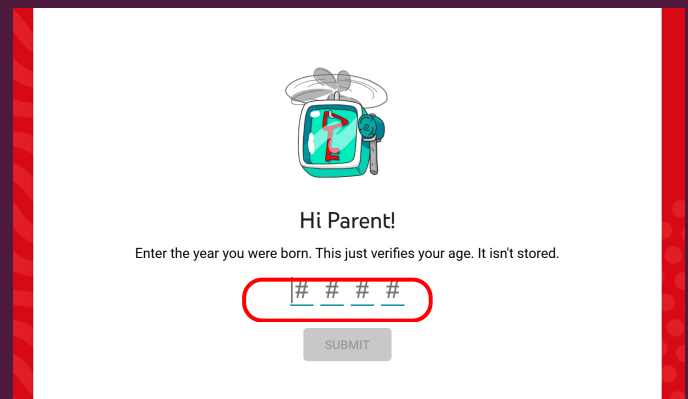 Hi Parent!
Enter the year you were born. This just verifies your age. It isn't stored.
# # # #
SUBMIT